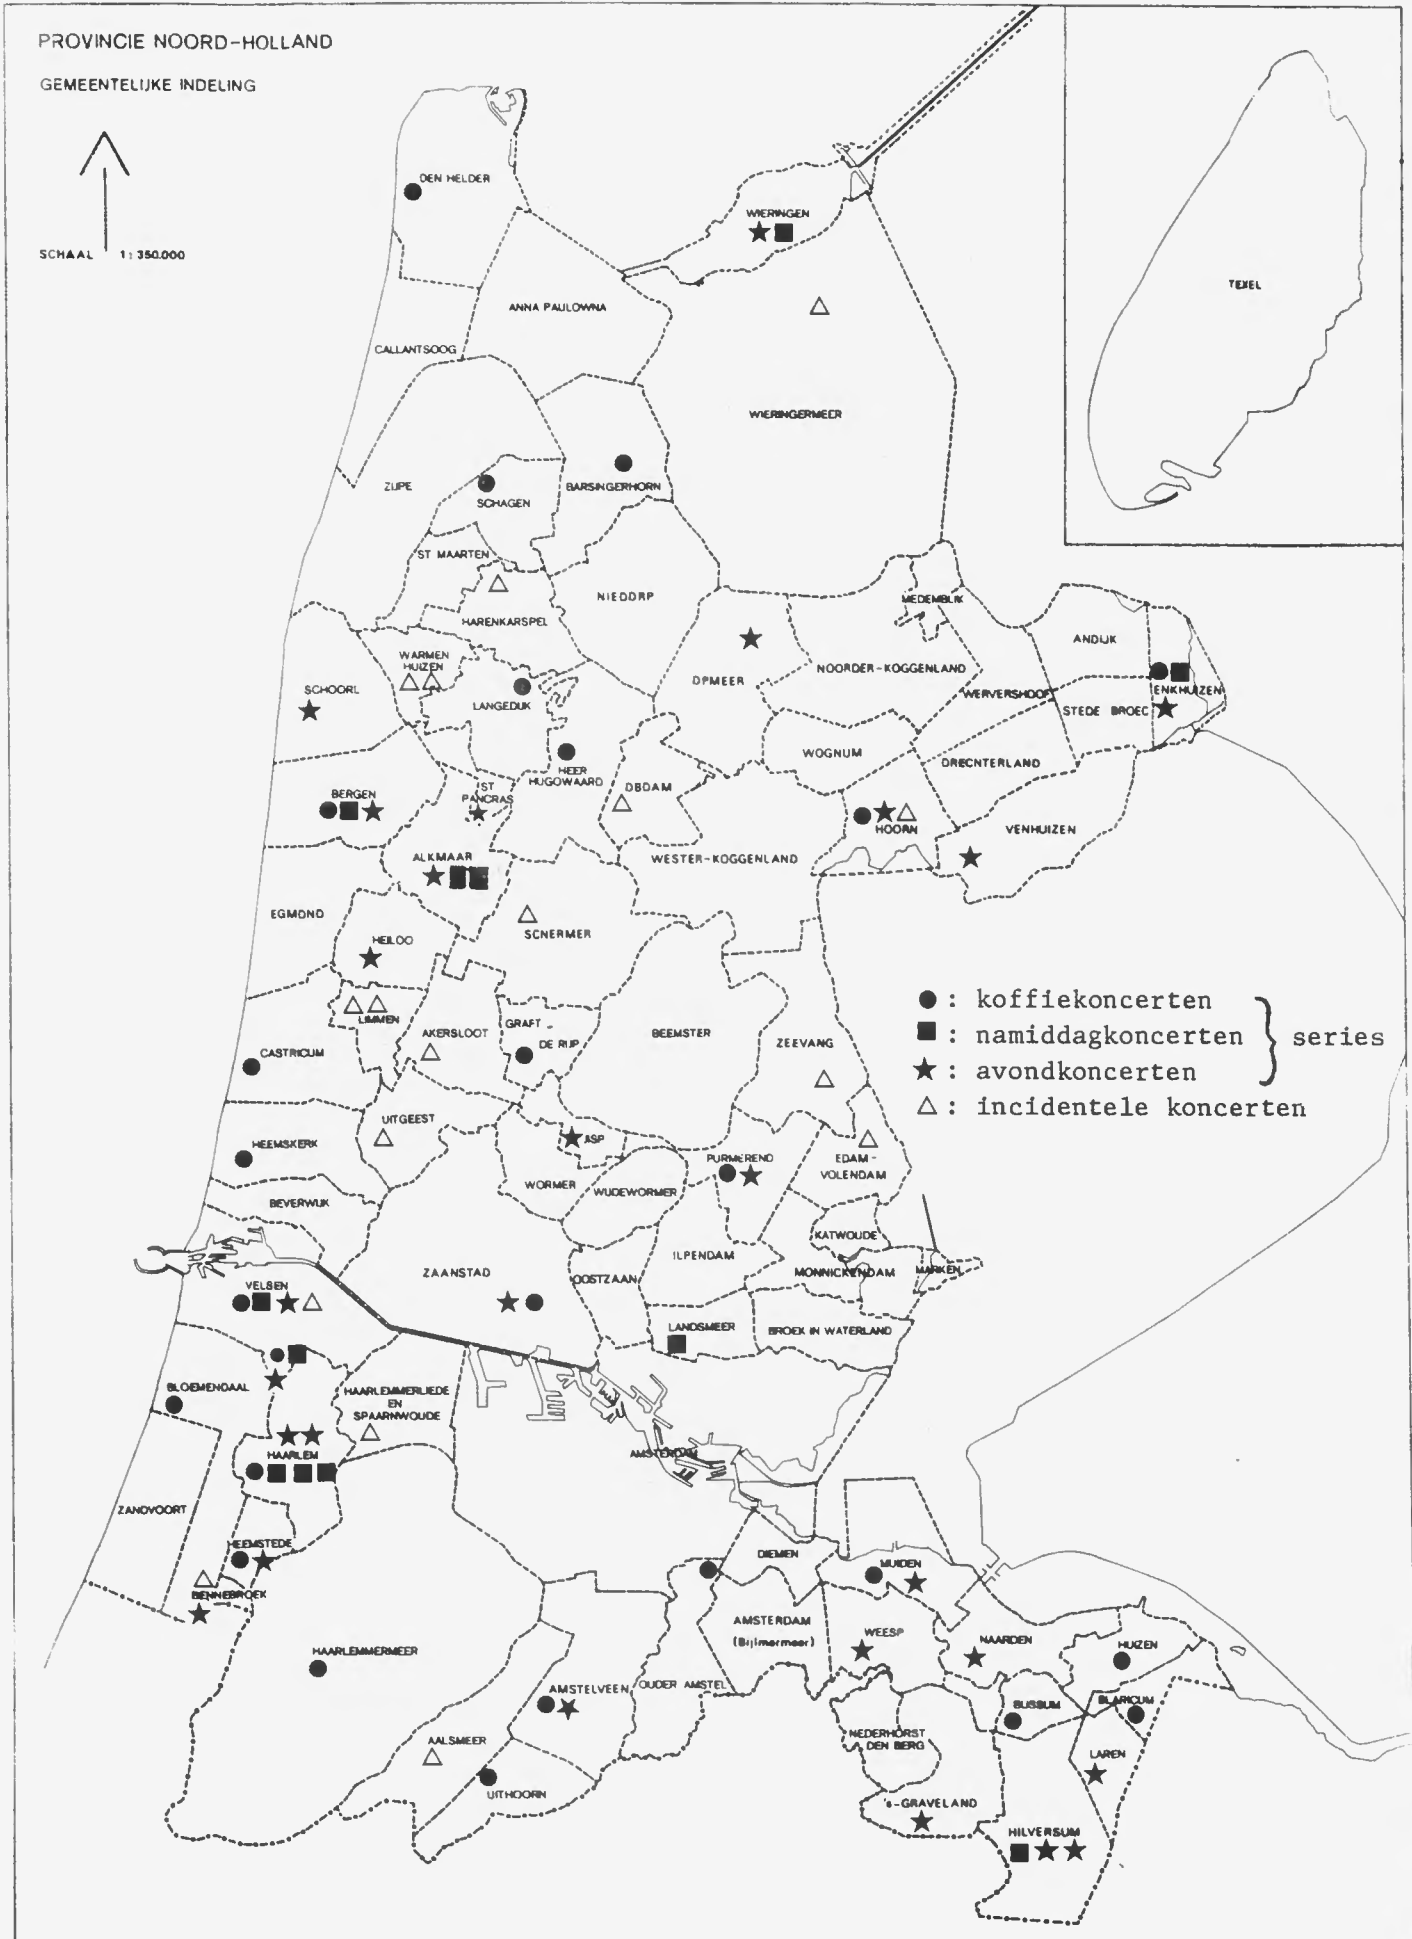 PROVINCIE NOORD-HOLLAND
GEMEENTELIJKE INDELING
SCHAAL 1:350.000
DEN HELDER
WIERINGEN
TEXEL
ANNA PAULOWNA
CALLANTSOOG
WIERINGERMEER
ZIJPE
SCHAGEN
BARSINGERHORN
ST MAARTEN
NIEDORP
MEDEMBLIK
HARENKARSPEL
ANDIJK
WARMEN
HUIZEN
NOORDER-KOGGENLAND
OPMEER
SCHOORL
LANGEDIJK
WERVERSHOOF
ENKHUIZEN
STEDE BROEC
WOGNUM
DRECHTERLAND
HEER
HUGOWAARD
OBDAM
BERGEN
ST
PANCRAS
HOORN
VENHUIZEN
ALKMAAR
WESTER-KOGGENLAND
EGMOND
SCHERMER
HEILOO
LIMMEN
AKERSLOOT
GRAFT -
DE RIJP
BEEMSTER
ZEEVANG
CASTRICUM
● : koffiekoncerten
■ : namiddagkoncerten
★ : avondkoncerten
} series
△ : incidentele koncerten
UITGEEST
HEEMSKERK
JISP
PURMEREND
EDAM-
VOLENDAM
WORMER
WIJDEWORMER
BEVERWIJK
KATWOUDE
ILPENDAM
ZAANSTAD
OOSTZAAN
MONNICKENDAM
MARKEN
VELSEN
LANDSMEER
BROEK IN WATERLAND
BLOEMENDAAL
HAARLEMMERLIEDE
EN
SPAARNWOUDE
HAARLEM
AMSTERDAM
ZANDVOORT
HEEMSTEDE
DIEMEN
MUIDEN
BENNEBROEK
AMSTERDAM
(Bijlmermeer)
WEESP
NAARDEN
HUIZEN
HAARLEMMERMEER
AMSTELVEEN
OUDER AMSTEL
BUSSUM
BLARICUM
NEDERHORST
DEN BERG
AALSMEER
LAREN
UITHOORN
's-GRAVELAND
HILVERSUM